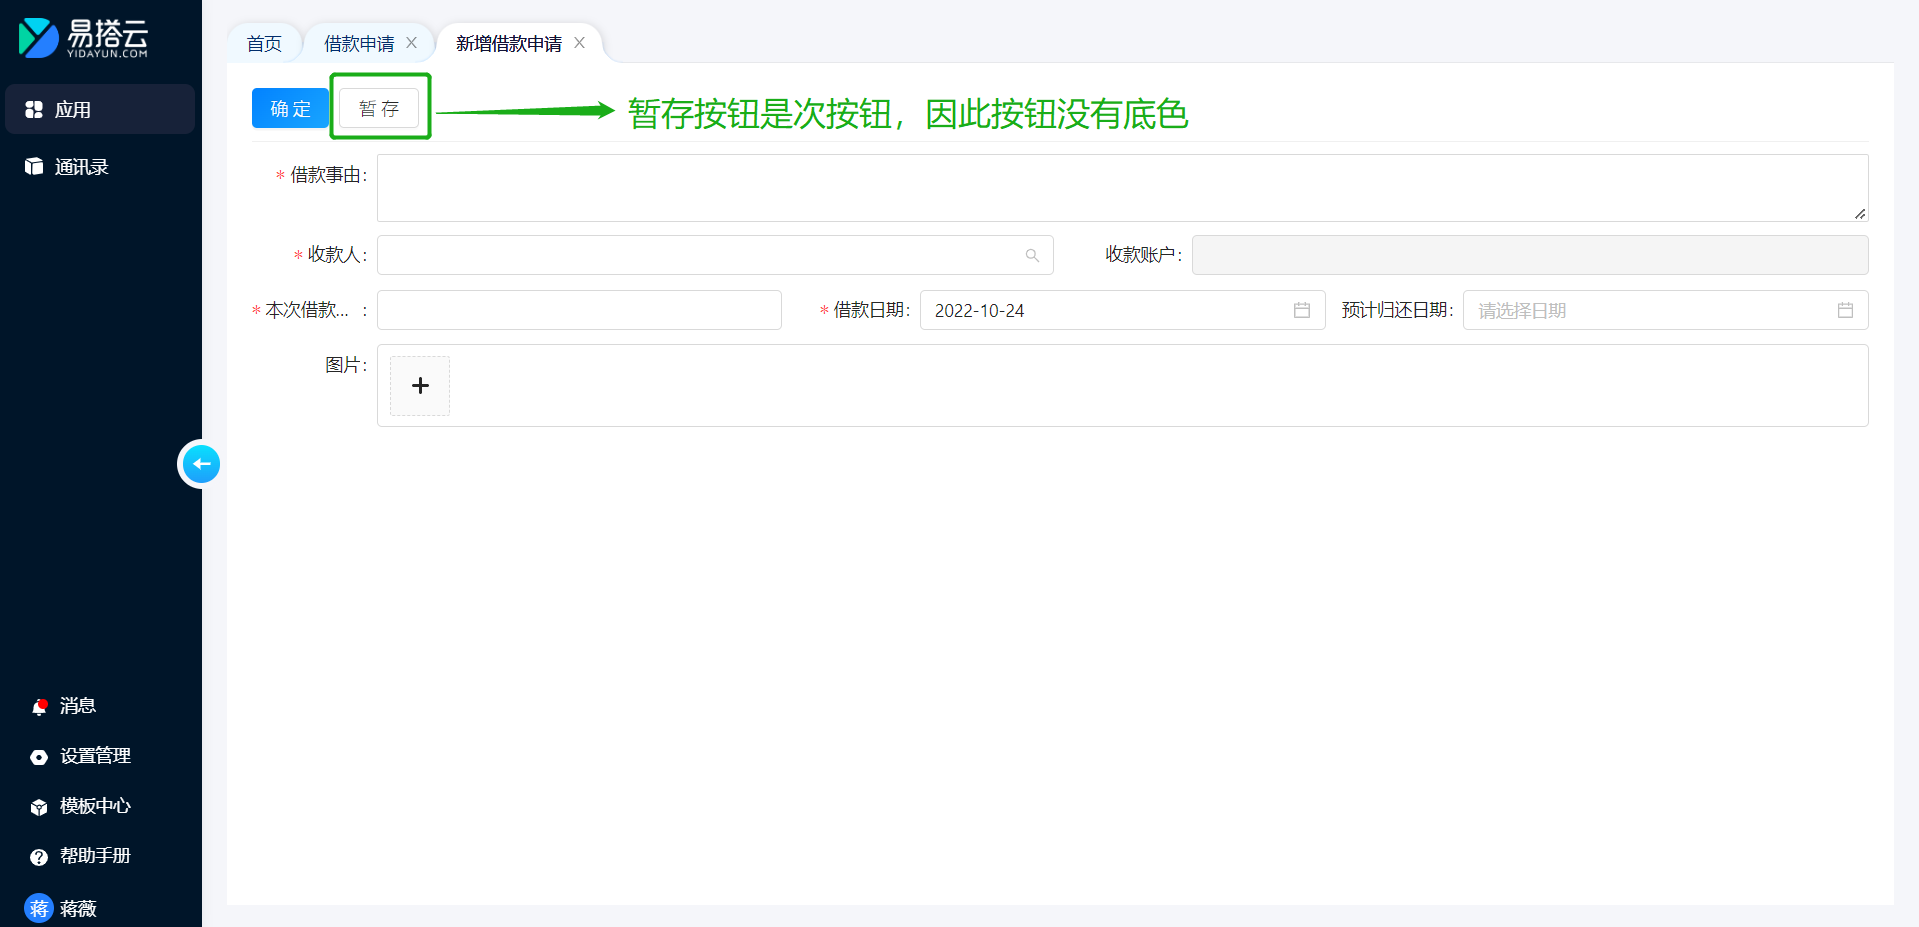 易搭云
YIDAYUN.COM
应用
通讯录
消息
设置管理
模板中心
帮助手册
蒋 蒋薇
首页 借款申请 新增借款申请
确定 暂存 暂存按钮是次按钮，因此按钮没有底色
* 借款事由:
* 收款人: 收款账户:
* 本次借款... : * 借款日期: 2022-10-24 预计归还日期: 请选择日期
图片: